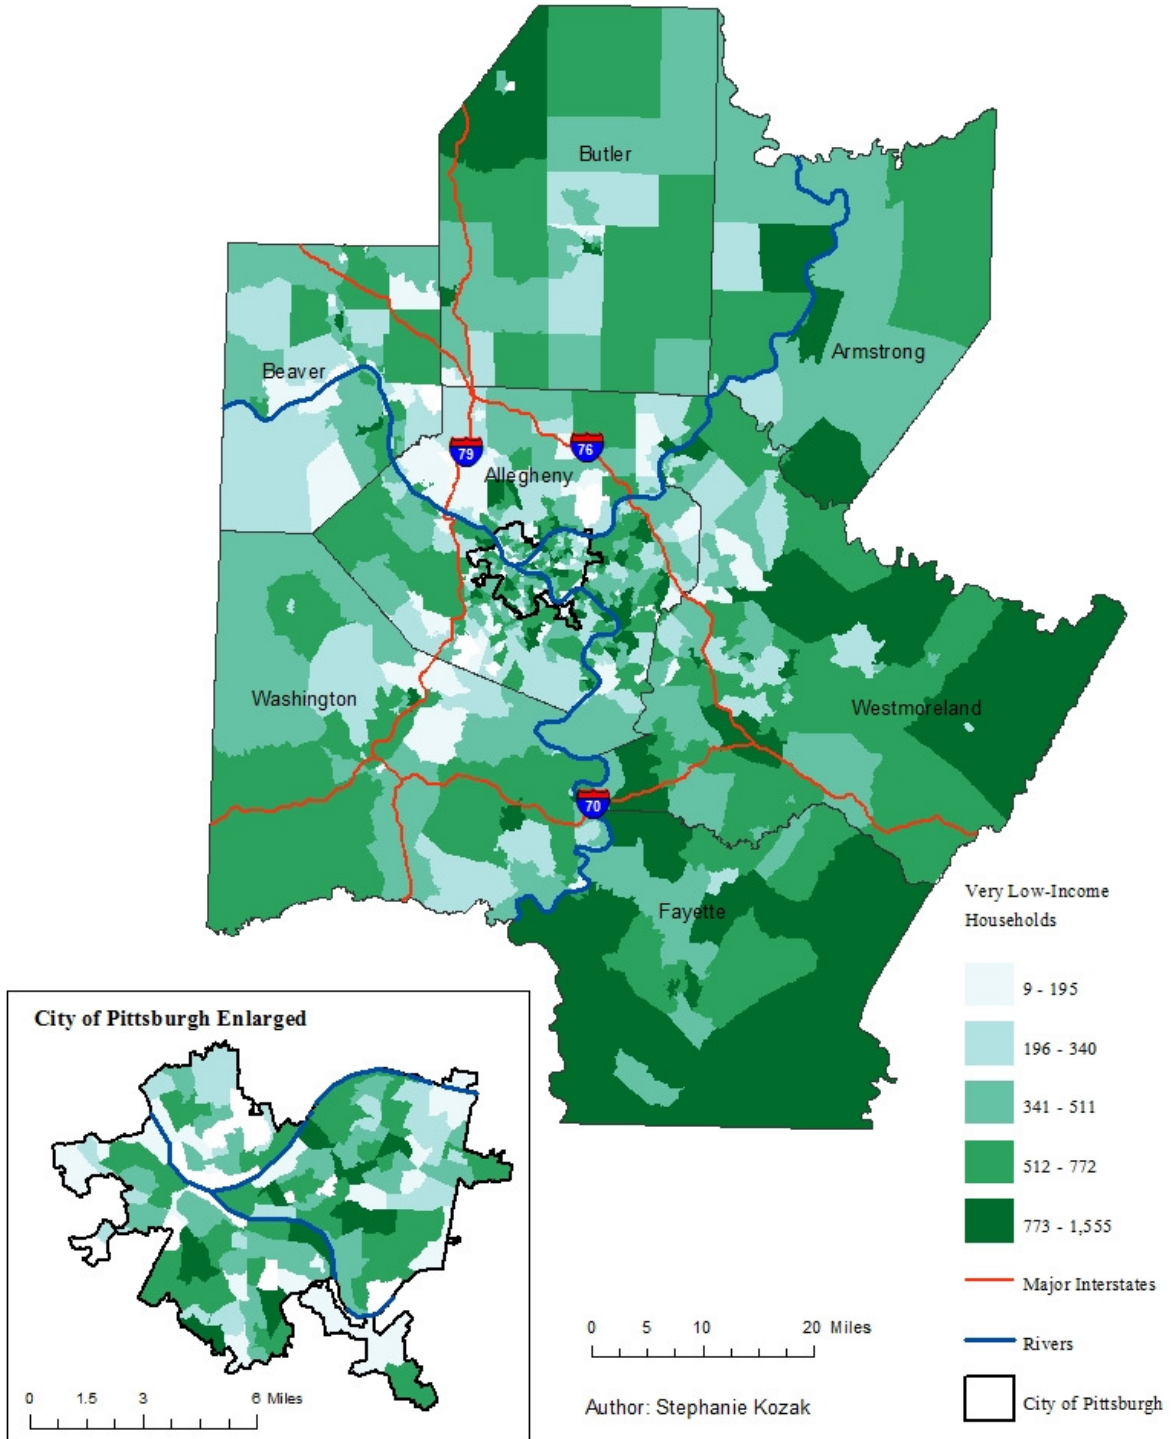 Butler
Armstrong
Beaver
79
76
Allegheny
Washington
Westmoreland
70
Fayette
Very Low-Income
Households
9 - 195
196 - 340
341 - 511
512 - 772
773 - 1,555
Major Interstates
Rivers
City of Pittsburgh
City of Pittsburgh Enlarged
0 1.5 3 6 Miles
0 5 10 20 Miles
Author: Stephanie Kozak